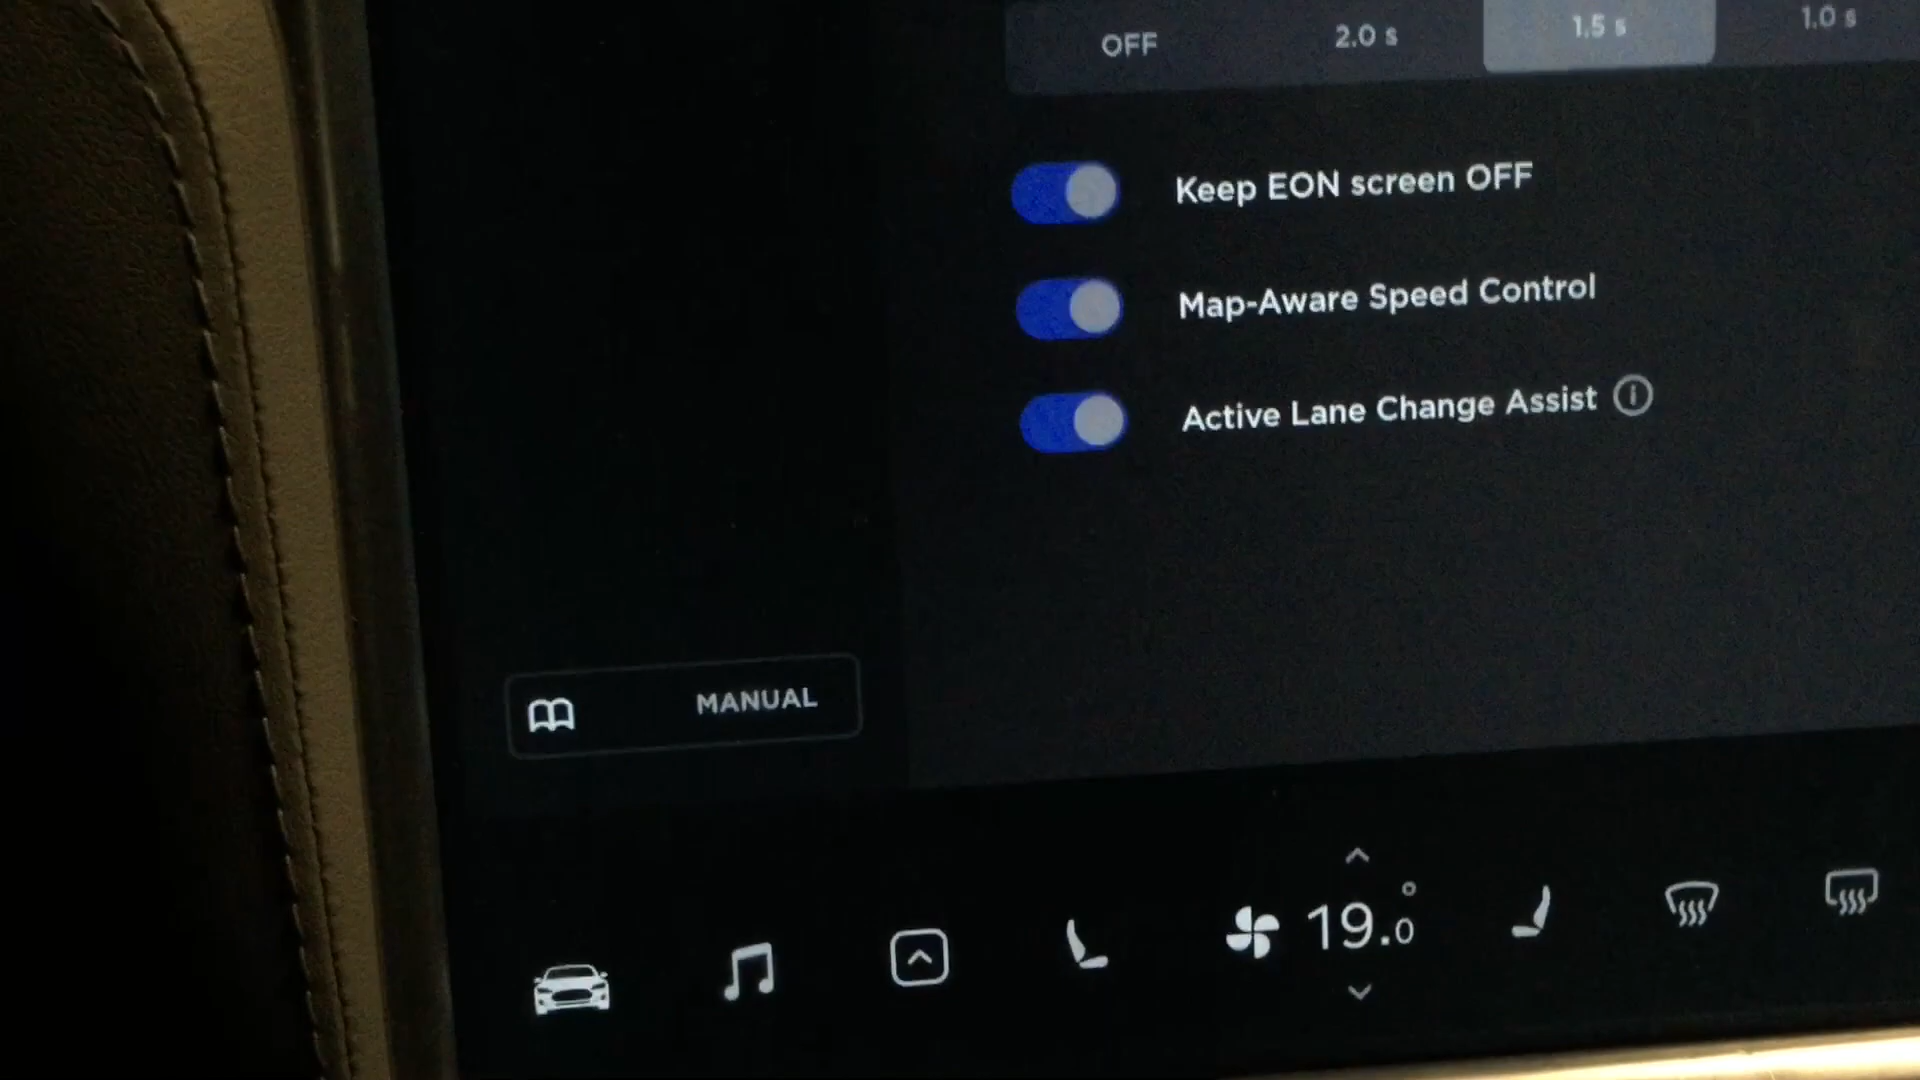 OFF 2.0 s 1.5 s 1.0 s
Keep EON screen OFF
Map-Aware Speed Control
Active Lane Change Assist
MANUAL
19.0°